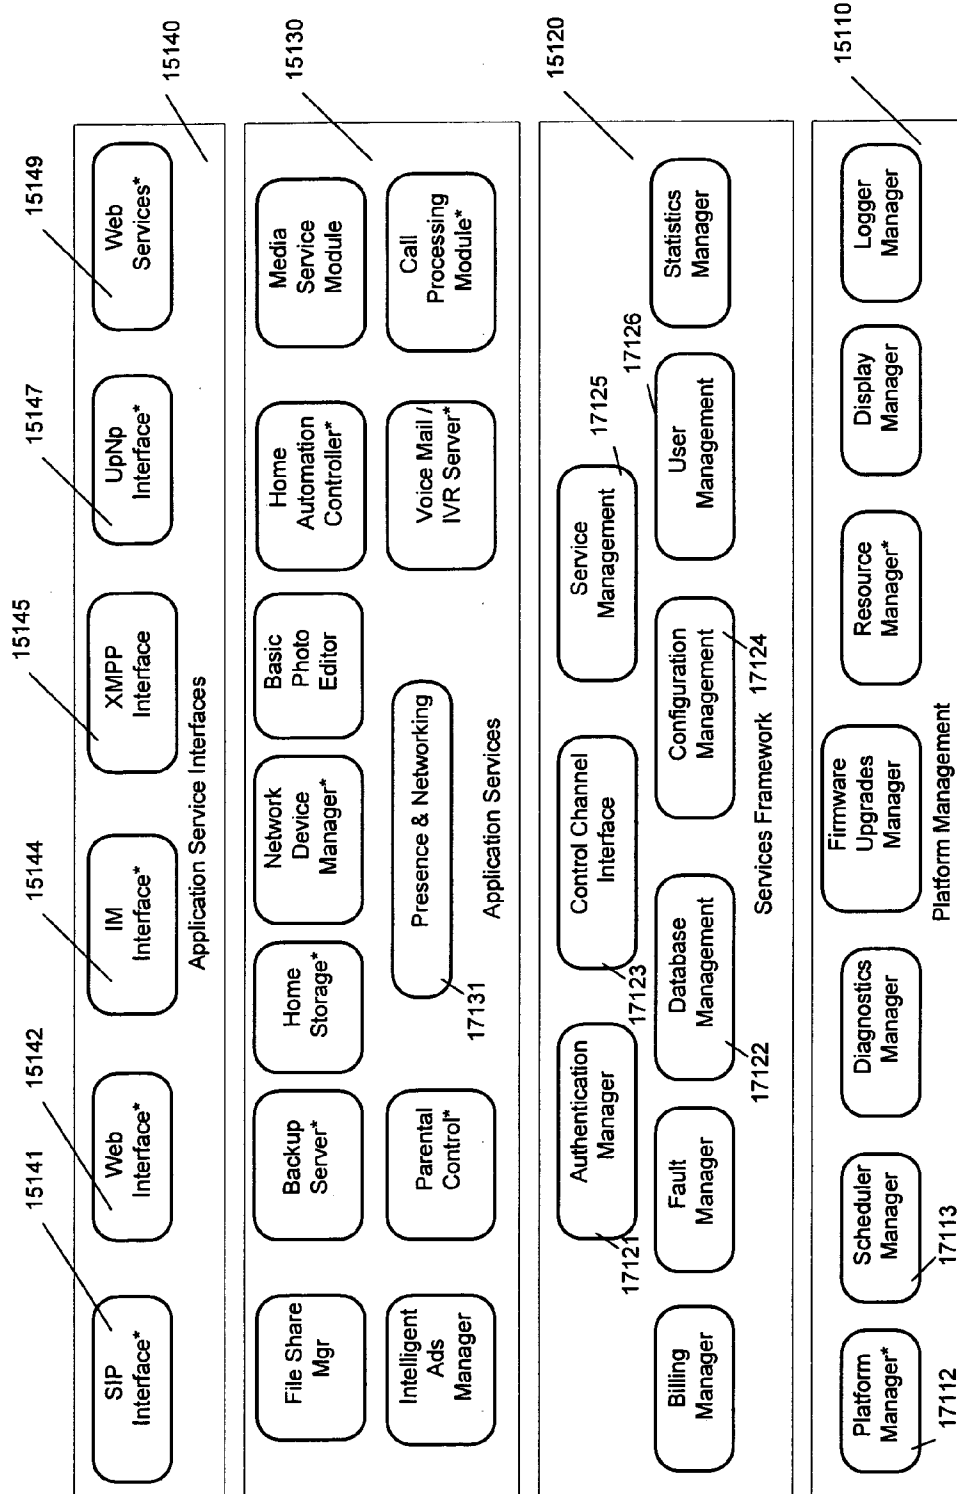 15141
15142
15144
15145
15147
15149
15140
SIP
Interface*
Web
Interface*
IM
Interface*
XMPP
Interface
UpNp
Interface*
Web
Services*
Application Service Interfaces
15130
File Share
Mgr
Backup
Server*
Home
Storage*
Network
Device
Manager*
Basic
Photo
Editor
Home
Automation
Controller*
Media
Service
Module
Intelligent
Ads
Manager
Parental
Control*
17131
Presence & Networking
Voice Mail /
IVR Server*
Call
Processing
Module*
Application Services
15120
Authentication
Manager
17121
Control Channel
Interface
17123
Service
Management
17125
Billing
Manager
Fault
Manager
Database
Management
17122
Configuration
Management
17124
User
Management
17126
Statistics
Manager
Services Framework
15110
Platform
Manager*
17112
Scheduler
Manager
17113
Diagnostics
Manager
Firmware
Upgrades
Manager
Resource
Manager*
Display
Manager
Logger
Manager
Platform Management